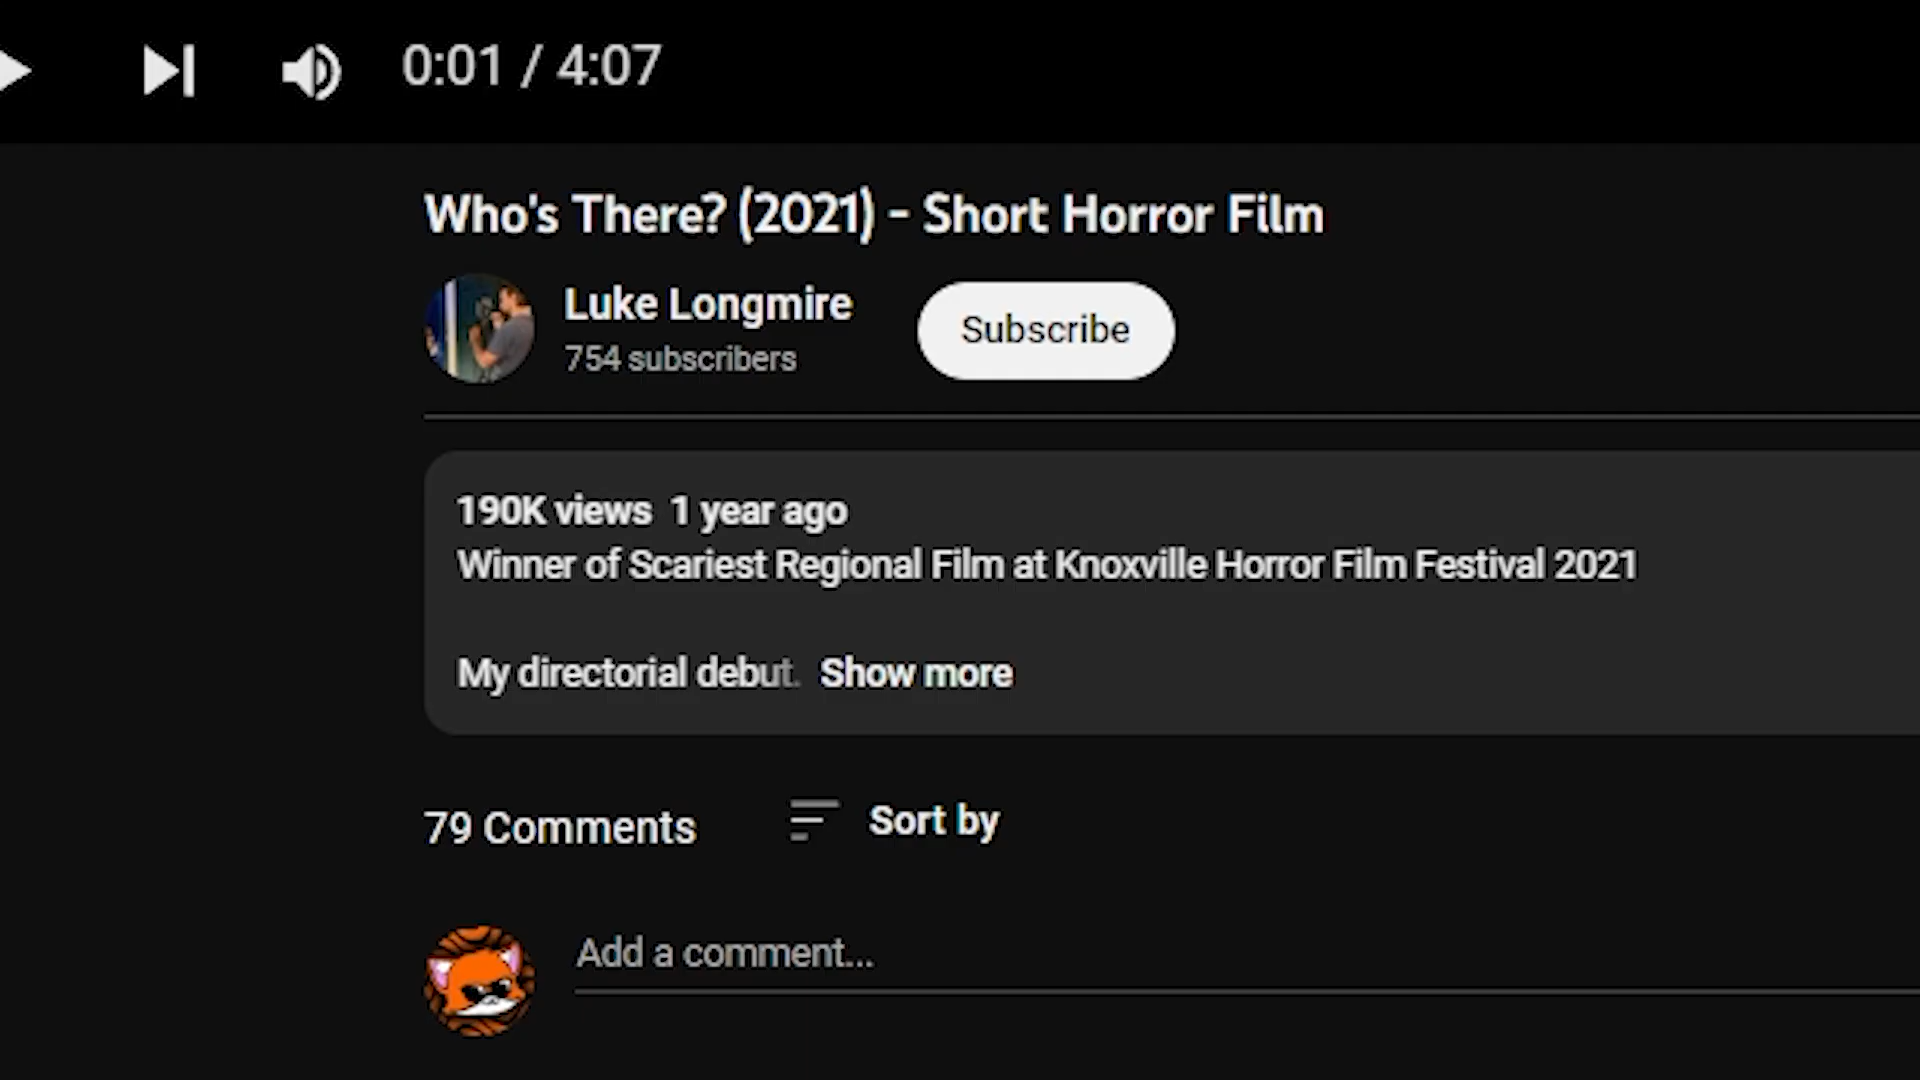 0:01 / 4:07
Who's There? (2021) - Short Horror Film
Luke Longmire
754 subscribers
Subscribe
190K views 1 year ago
Winner of Scariest Regional Film at Knoxville Horror Film Festival 2021
My directorial debut. Show more
79 Comments
Sort by
Add a comment...